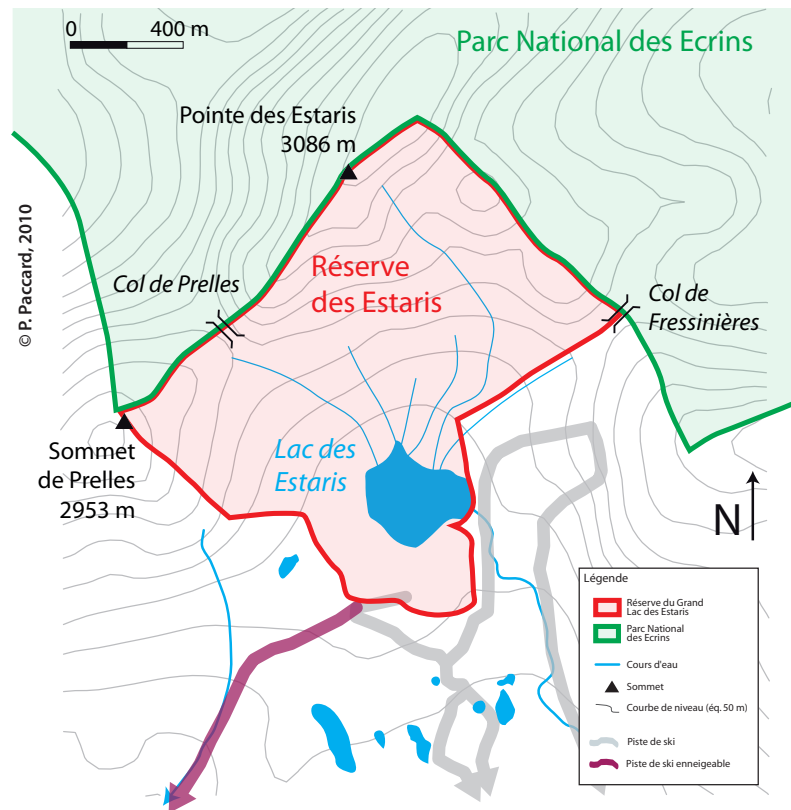 0
400 m
Parc National des Ecrins
Pointe des Estaris
3086 m
© P. Paccard, 2010
Col de Prelles
Réserve
des Estaris
Col de
Fressinières
Sommet
de Prelles
2953 m
Lac des
Estaris
N
Légende
Réserve du Grand
Lac des Estaris
Parc National
des Ecrins
Cours d'eau
Sommet
Courbe de niveau (éq. 50 m)
Piste de ski
Piste de ski enneigeable